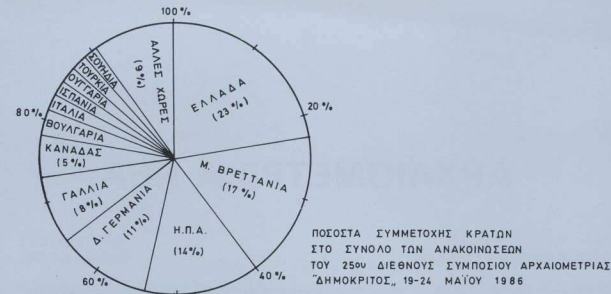 100%
ΕΛΛΑΔΑ
(23%)
20%
Μ. ΒΡΕΤΤΑΝΙΑ
(17%)
40%
Η.Π.Α.
(14%)
Δ. ΓΕΡΜΑΝΙΑ
(11%)
60%
ΓΑΛΛΙΑ
(8%)
ΚΑΝΑΔΑΣ
(5%)
ΒΟΥΛΓΑΡΙΑ
80%
ΙΤΑΛΙΑ
ΙΣΠΑΝΙΑ
ΟΥΓΓΑΡΙΑ
ΤΟΥΡΚΙΑ
ΣΟΥΗΔΙΑ
ΑΛΛΕΣ ΧΩΡΕΣ
(9%)
ΠΟΣΟΣΤΑ ΣΥΜΜΕΤΟΧΗΣ ΚΡΑΤΩΝ
ΣΤΟ ΣΥΝΟΛΟ ΤΩΝ ΑΝΑΚΟΙΝΩΣΕΩΝ
ΤΟΥ 25ου ΔΙΕΘΝΟΥΣ ΣΥΜΠΟΣΙΟΥ ΑΡΧΑΙΟΜΕΤΡΙΑΣ
"ΔΗΜΟΚΡΙΤΟΣ„ 19-24 ΜΑΪΟΥ 1986